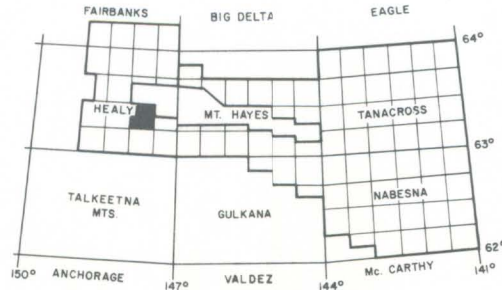 FAIRBANKS BIG DELTA EAGLE
64°
HEALY MT. HAYES TANACROSS
63°
TALKEETNA
MTS. GULKANA NABESNA
62°
150° 147° 144° 141°
ANCHORAGE VALDEZ Mc. CARTHY